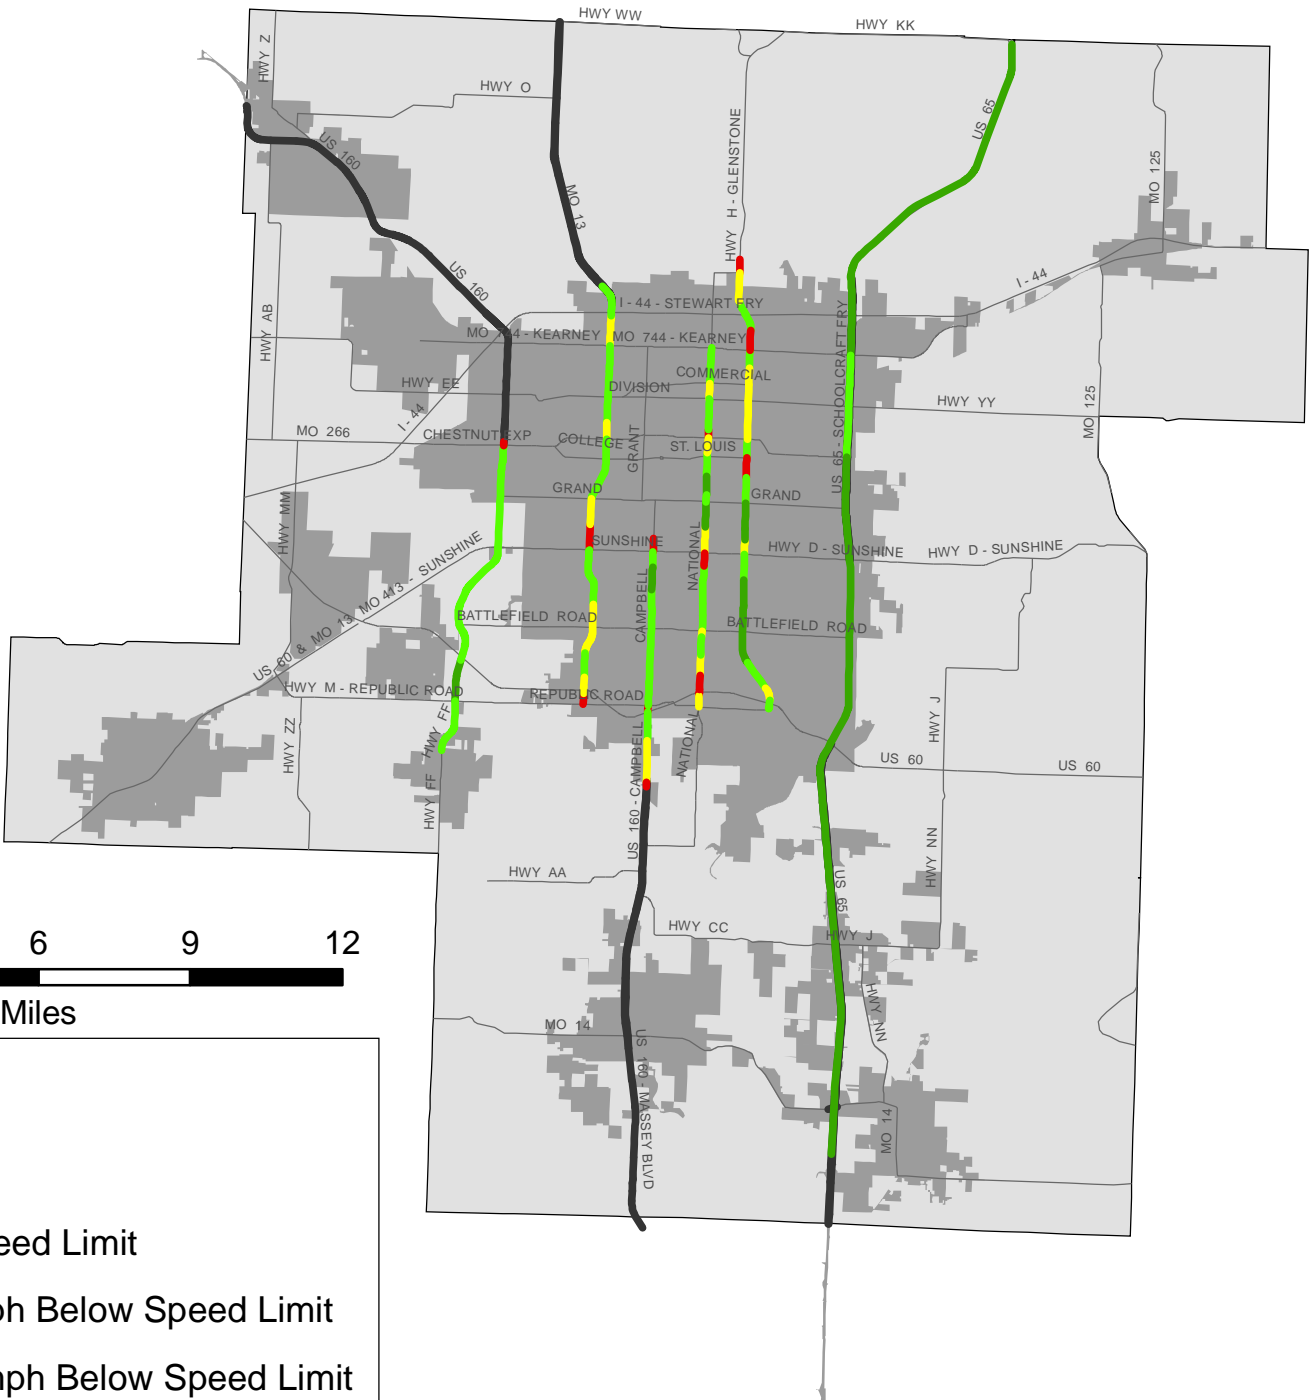 HWY WW
HWY KK
HWY Z
HWY O
US 160
US 65
MO 13
HWY H - GLENSTONE
MO 125
US 160
I - 44
I - 44 - STEWART FRY
HWY AB
MO 744 - KEARNEY
MO 744 - KEARNEY
US 65 - SCHOOLCRAFT FRY
COMMERCIAL
HWY EE
DIVISION
HWY YY
MO 125
I - 44
MO 266
CHESTNUT EXP
COLLEGE
GRANT
ST. LOUIS
GRAND
GRAND
HWY MM
SUNSHINE
NATIONAL
HWY D - SUNSHINE
HWY D - SUNSHINE
US 60 & MO 13
MO 413 - SUNSHINE
CAMPBELL
BATTLEFIELD ROAD
BATTLEFIELD ROAD
HWY M - REPUBLIC ROAD
REPUBLIC ROAD
HWY J
HWY ZZ
HWY FF
NATIONAL
US 60
US 60
HWY FF
US 160 - CAMPBELL
HWY NN
HWY AA
US 65
HWY CC
HWY J
6
9
12
Miles
HWY NN
MO 14
US 160 - MASSEY BLVD
MO 14
eed Limit
ph Below Speed Limit
mph Below Speed Limit